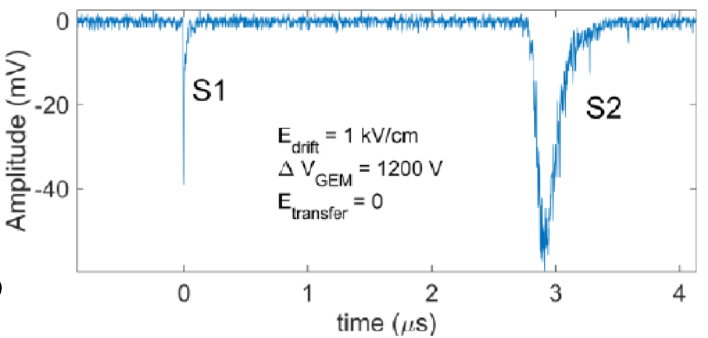 0
-20
-40
Amplitude (mV)
S1
S2
E_drift = 1 kV/cm
Δ V_GEM = 1200 V
E_transfer = 0
0 1 2 3 4
time (μs)